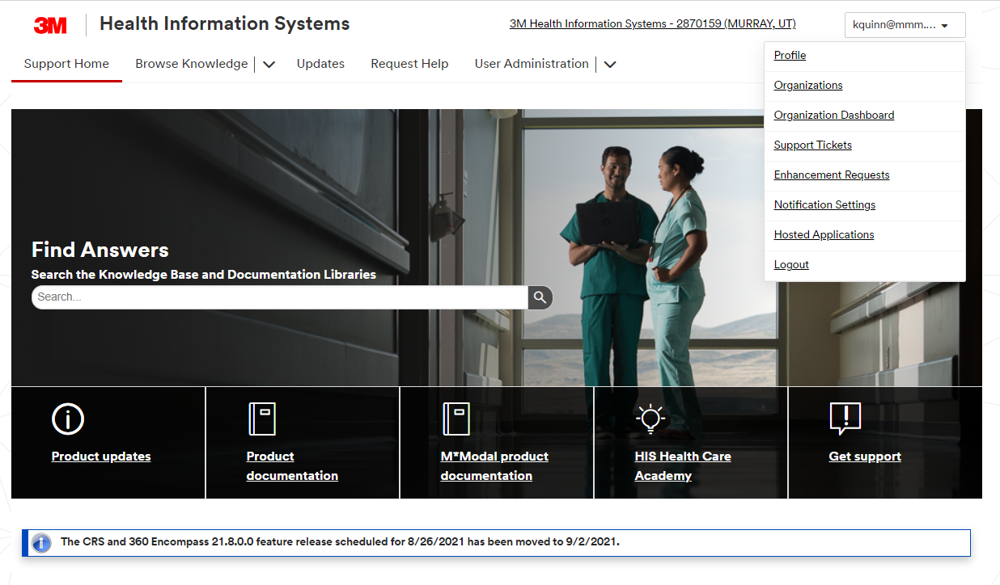 3M
Health Information Systems
3M Health Information Systems - 2870159 (MURRAY, UT)
kquinn@mmm....
Support Home
Browse Knowledge
Updates
Request Help
User Administration
Profile
Organizations
Organization Dashboard
Support Tickets
Enhancement Requests
Notification Settings
Hosted Applications
Logout
Find Answers
Search the Knowledge Base and Documentation Libraries
Search...
Product updates
Product
documentation
M*Modal product
documentation
HIS Health Care
Academy
Get support
The CRS and 360 Encompass 21.8.0.0 feature release scheduled for 8/26/2021 has been moved to 9/2/2021.